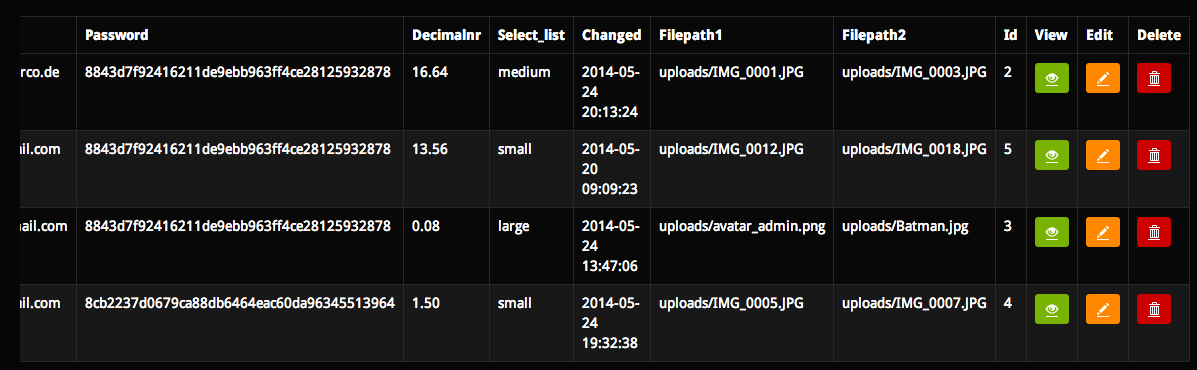 Password Decimalnr Select_list Changed Filepath1 Filepath2 Id View Edit Delete
rco.de 8843d7f92416211de9ebb963ff4ce28125932878 16.64 medium 2014-05- uploads/IMG_0001.JPG uploads/IMG_0003.JPG 2
24
20:13:24
il.com 8843d7f92416211de9ebb963ff4ce28125932878 13.56 small 2014-05- uploads/IMG_0012.JPG uploads/IMG_0018.JPG 5
20
09:09:23
ail.com 8843d7f92416211de9ebb963ff4ce28125932878 0.08 large 2014-05- uploads/avatar_admin.png uploads/Batman.jpg 3
24
13:47:06
il.com 8cb2237d0679ca88db6464eac60da96345513964 1.50 small 2014-05- uploads/IMG_0005.JPG uploads/IMG_0007.JPG 4
24
19:32:38